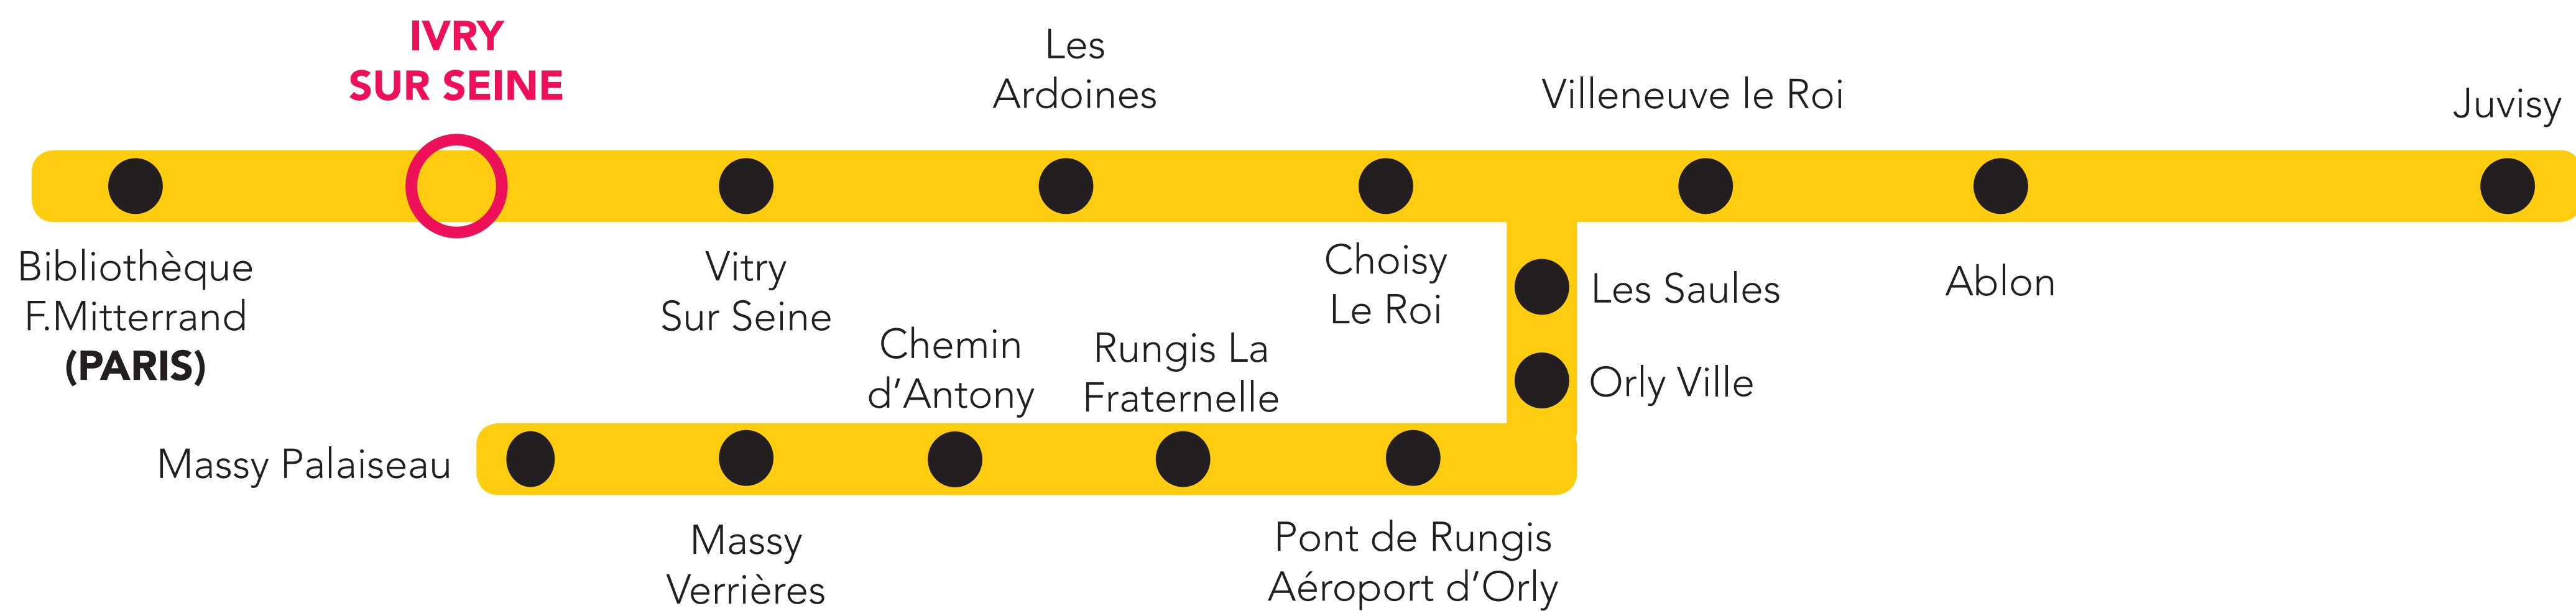 IVRY
SUR SEINE
Les
Ardoines
Villeneuve le Roi
Juvisy
Bibliothèque
F.Mitterrand
(PARIS)
Vitry
Sur Seine
Choisy
Le Roi
Les Saules
Ablon
Chemin
d'Antony
Rungis La
Fraternelle
Orly Ville
Massy Palaiseau
Massy
Verrières
Pont de Rungis
Aéroport d'Orly